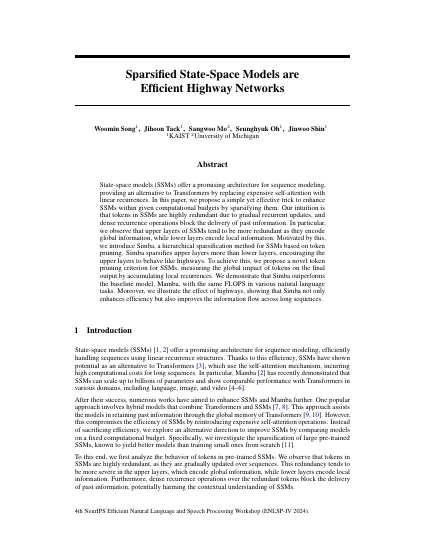 Sparsified State-Space Models are
Efficient Highway Networks
Woomin Song¹, Jihoon Tack¹, Sangwoo Mo², Seunghyuk Oh¹, Jinwoo Shin¹
¹KAIST ²University of Michigan
Abstract
State-space models (SSMs) offer a promising architecture for sequence modeling,
providing an alternative to Transformers by replacing expensive self-attention with
linear recurrences. In this paper, we propose a simple yet effective trick to enhance
SSMs within given computational budgets by sparsifying them. Our intuition is
that tokens in SSMs are highly redundant due to gradual recurrent updates, and
dense recurrence operations block the delivery of past information. In particular,
we observe that upper layers of SSMs tend to be more redundant as they encode
global information, while lower layers encode local information. Motivated by this,
we introduce Simba, a hierarchical sparsification method for SSMs based on token
pruning. Simba sparsifies upper layers more than lower layers, encouraging the
upper layers to behave like highways. To achieve this, we propose a novel token
pruning criterion for SSMs, measuring the global impact of tokens on the final
output by accumulating local recurrences. We demonstrate that Simba outperforms
the baseline model, Mamba, with the same FLOPS in various natural language
tasks. Moreover, we illustrate the effect of highways, showing that Simba not only
enhances efficiency but also improves the information flow across long sequences.
1 Introduction
State-space models (SSMs) [1, 2] offer a promising architecture for sequence modeling, efficiently
handling sequences using linear recurrent structures. Thanks to this efficiency, SSMs have shown
potential as an alternative to Transformers [3], which use the self-attention mechanism, incurring
high computational costs for long sequences. In particular, Mamba [2] has recently demonstrated that
SSMs can scale up to billions of parameters and show comparable performance with Transformers in
various domains, including language, image, and video [4–6].
After their success, numerous works have aimed to enhance SSMs and Mamba further. One popular
approach involves hybrid models that combine Transformers and SSMs [7, 8]. This approach assists
the models in retaining past information through the global memory of Transformers [9, 10]. However,
this compromises the efficiency of SSMs by reintroducing expensive self-attention operations. Instead
of sacrificing efficiency, we explore an alternative direction to improve SSMs by comparing models
on a fixed computational budget. Specifically, we investigate the sparsification of large pre-trained
SSMs, known to yield better models than training small ones from scratch [11].
To this end, we first analyze the behavior of tokens in pre-trained SSMs. We observe that tokens in
SSMs are highly redundant, as they are gradually updated over sequences. This redundancy tends to
be more severe in the upper layers, which encode global information, while lower layers encode local
information. Furthermore, dense recurrence operations over the redundant tokens block the delivery
of past information, potentially harming the contextual understanding of SSMs.
4th NeurIPS Efficient Natural Language and Speech Processing Workshop (ENLSP-IV 2024).